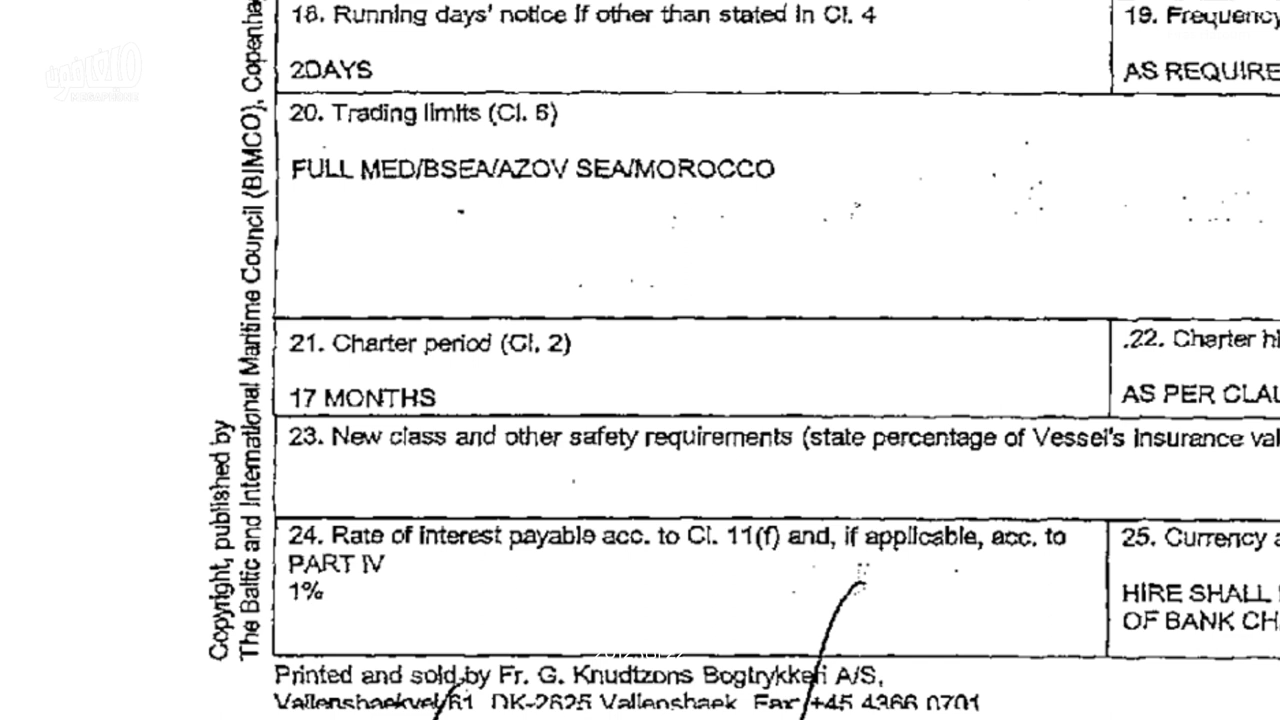 18. Running days' notice if other than stated in Cl. 4
2DAYS
19. Frequency
AS REQUIRE
20. Trading limits (Cl. 6)
FULL MED/BSEA/AZOV SEA/MOROCCO
21. Charter period (Cl. 2)
17 MONTHS
.22. Charter hi
AS PER CLAU
23. New class and other safety requirements (state percentage of Vessel's insurance val
24. Rate of interest payable acc. to Cl. 11(f) and, if applicable, acc. to
PART IV
1%
25. Currency a
HIRE SHALL
OF BANK CH
Copyright, published by
The Baltic and International Maritime Council (BIMCO), Copenha
Printed and sold by Fr. G. Knudtzons Bogtrykkeri A/S,
Vallensbaekvej 61, DK-2625 Vallensbaek, Fax: +45 4366 0701